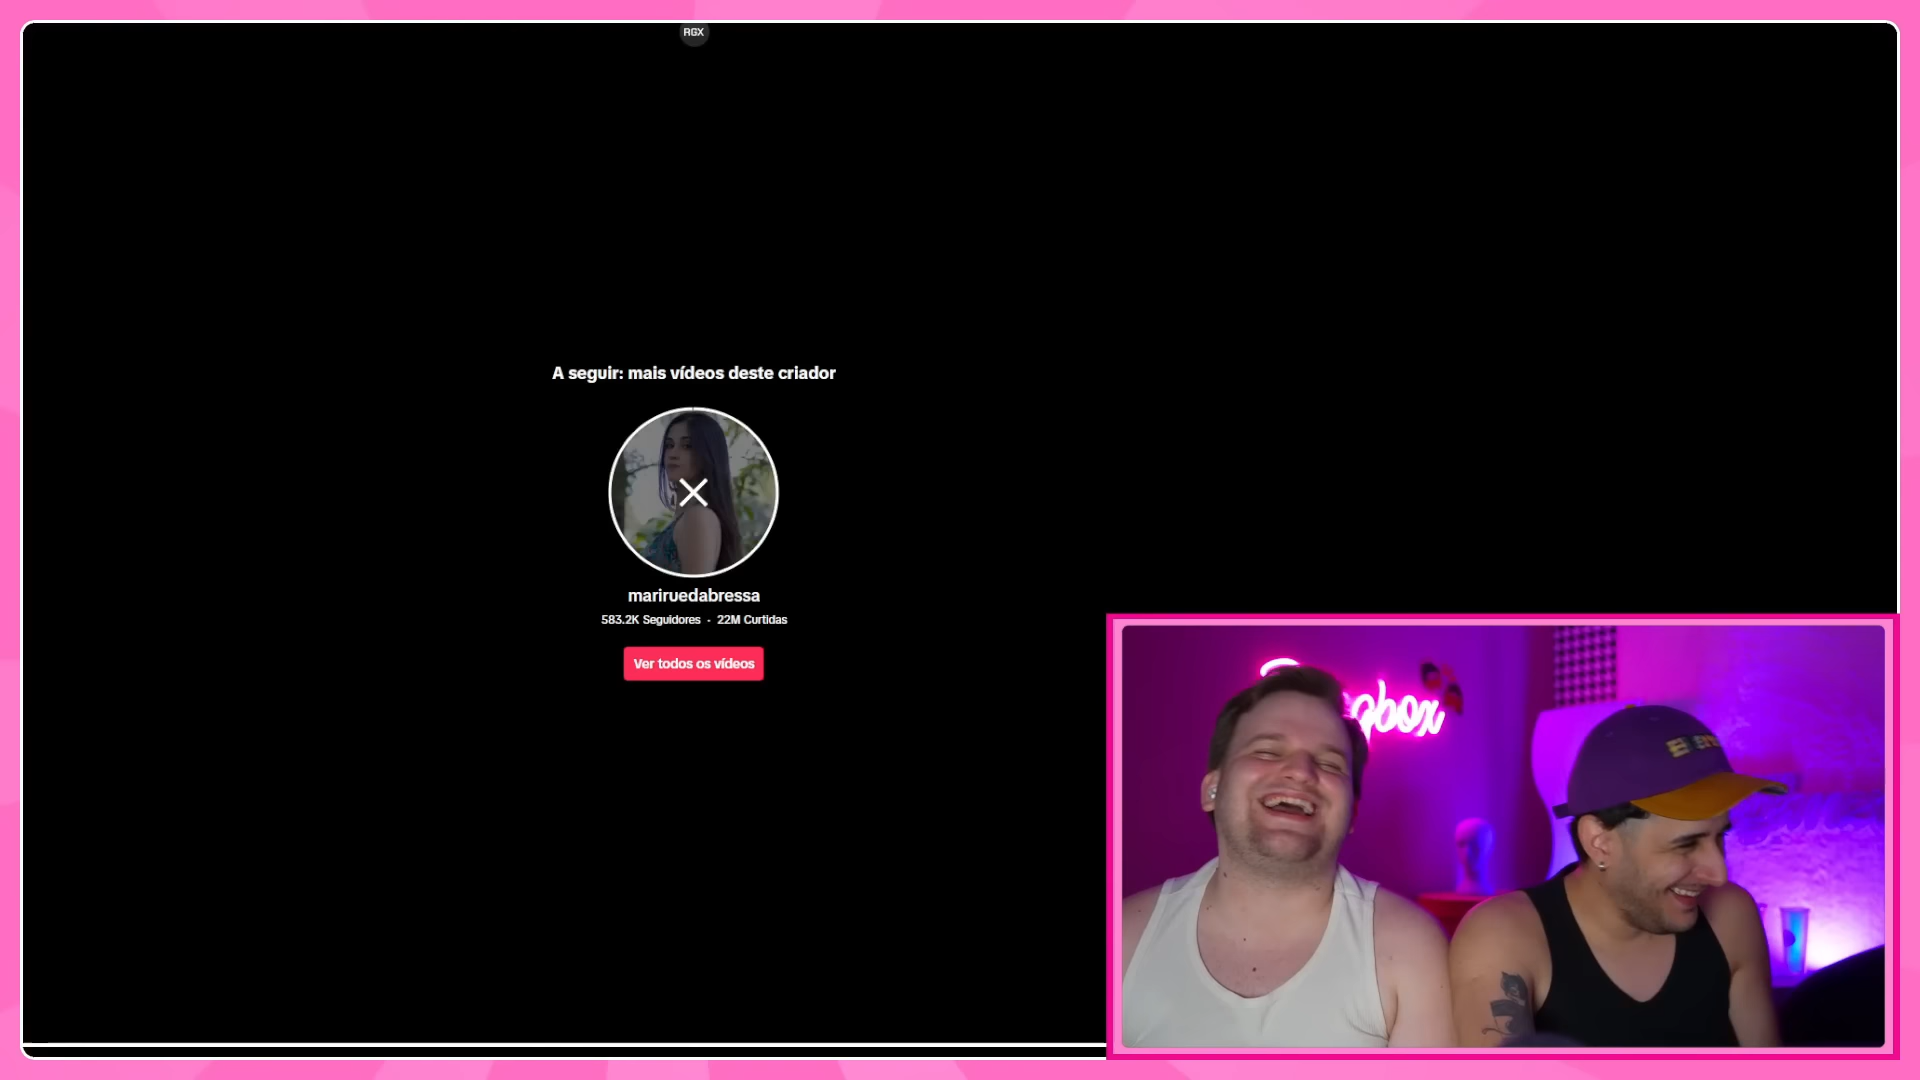 RGX
A seguir: mais vídeos deste criador
mariruedabressa
583.2K Seguidores · 22M Curtidas
Ver todos os vídeos